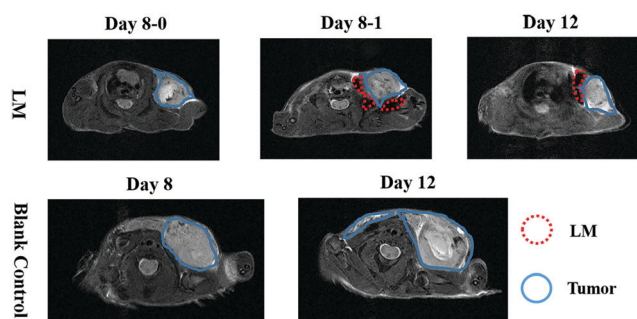 Day 8-0
Day 8-1
Day 12
LM
Day 8
Day 12
Blank Control
LM
Tumor